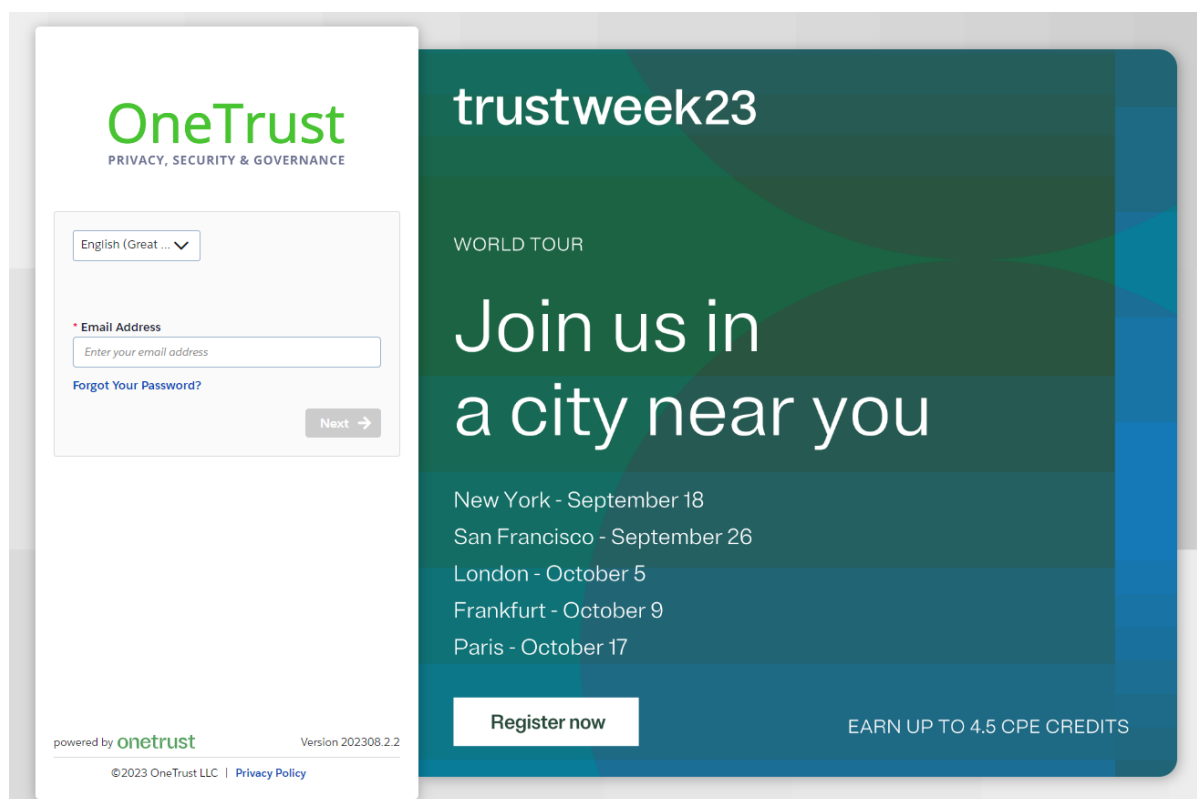 OneTrust
PRIVACY, SECURITY & GOVERNANCE
English (Great ...
* Email Address
Enter your email address
Forgot Your Password?
Next
powered by onetrust
Version 202308.2.2
©2023 OneTrust LLC | Privacy Policy
trustweek23
WORLD TOUR
Join us in
a city near you
New York - September 18
San Francisco - September 26
London - October 5
Frankfurt - October 9
Paris - October 17
Register now
EARN UP TO 4.5 CPE CREDITS